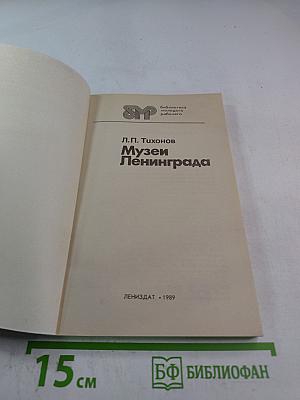 БМР
библиотека
молодого
рабочего
Л.П. Тихонов
Музеи
Ленинграда
ЛЕНИЗДАТ • 1989
15 см
БФ БИБЛИОФАН